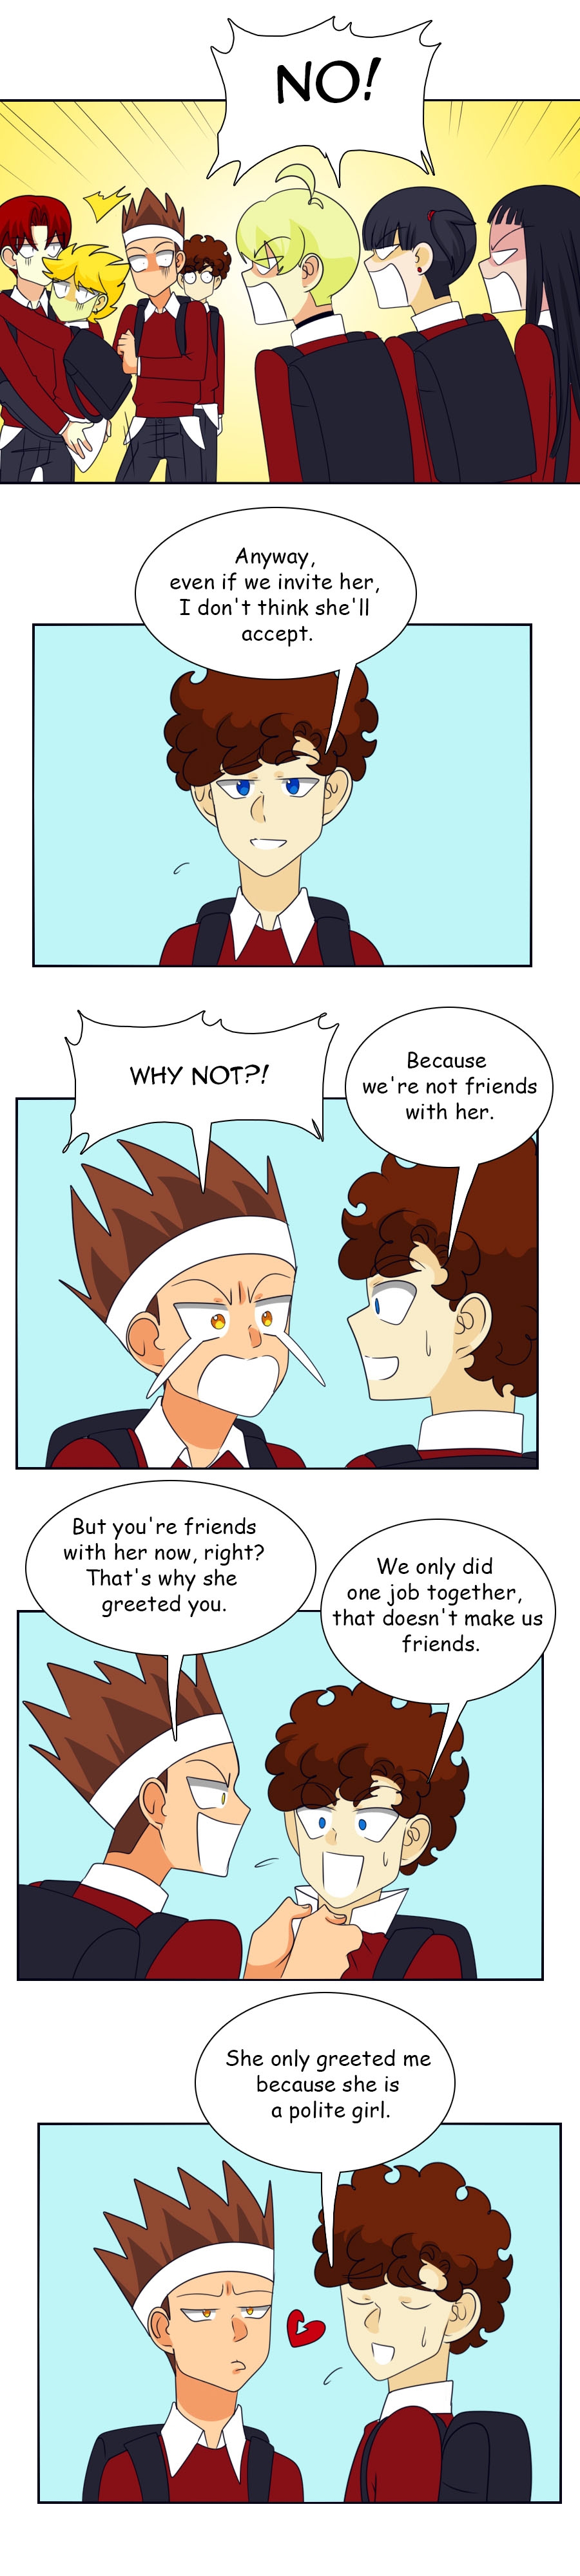 NO!
Anyway,
even if we invite her,
I don't think she'll
accept.
WHY NOT?!
Because
we're not friends
with her.
But you're friends
with her now, right?
That's why she
greeted you.
We only did
one job together,
that doesn't make us
friends.
She only greeted me
because she is
a polite girl.